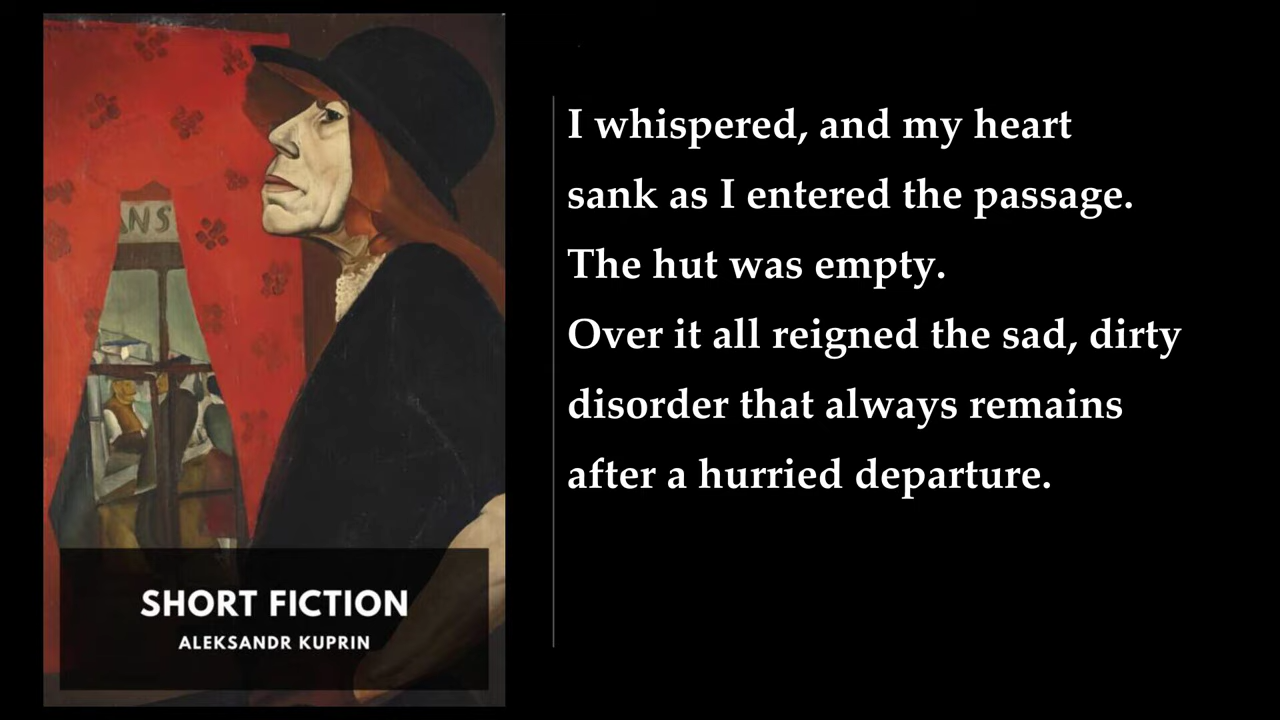 ANS
SHORT FICTION
ALEKSANDR KUPRIN
I whispered, and my heart
sank as I entered the passage.
The hut was empty.
Over it all reigned the sad, dirty
disorder that always remains
after a hurried departure.